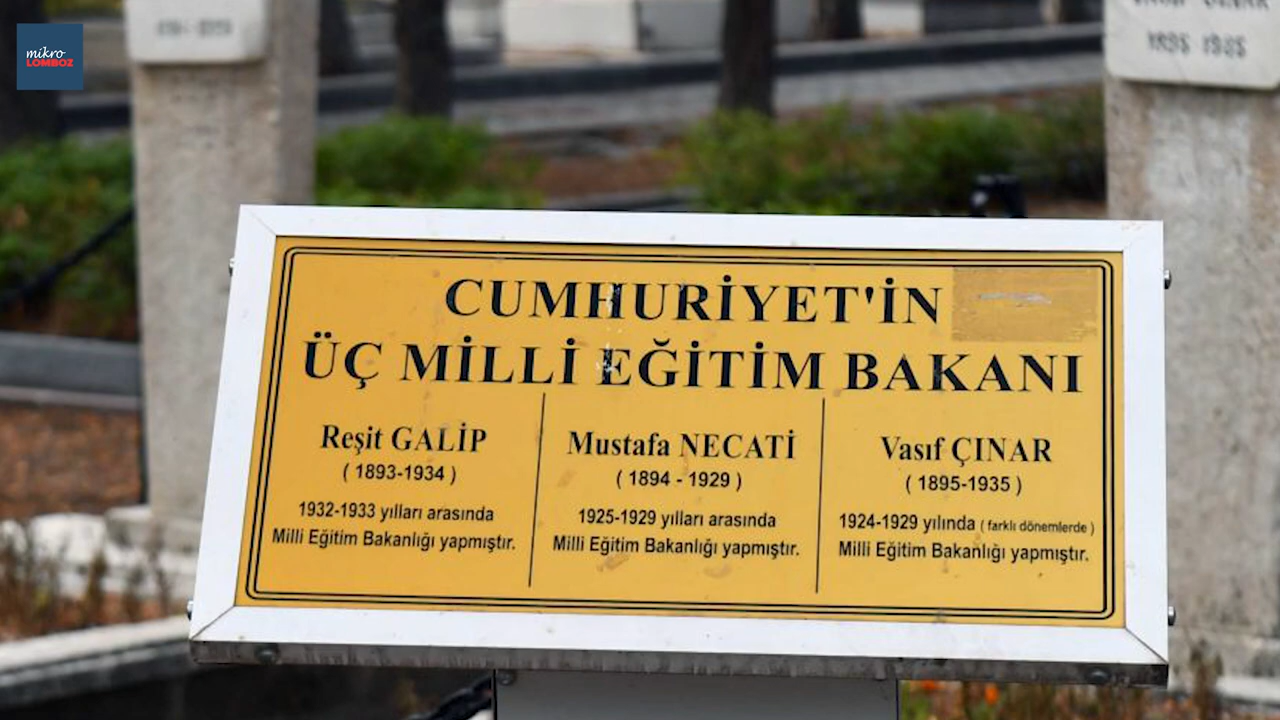 mikro
LOMBOZ
1895 1935
CUMHURİYET'İN
ÜÇ MİLLİ EĞİTİM BAKANI
Reşit GALİP
( 1893-1934 )
1932-1933 yılları arasında
Milli Eğitim Bakanlığı yapmıştır.
Mustafa NECATİ
( 1894 - 1929 )
1925-1929 yılları arasında
Milli Eğitim Bakanlığı yapmıştır.
Vasıf ÇINAR
( 1895-1935 )
1924-1929 yılında ( farklı dönemlerde )
Milli Eğitim Bakanlığı yapmıştır.